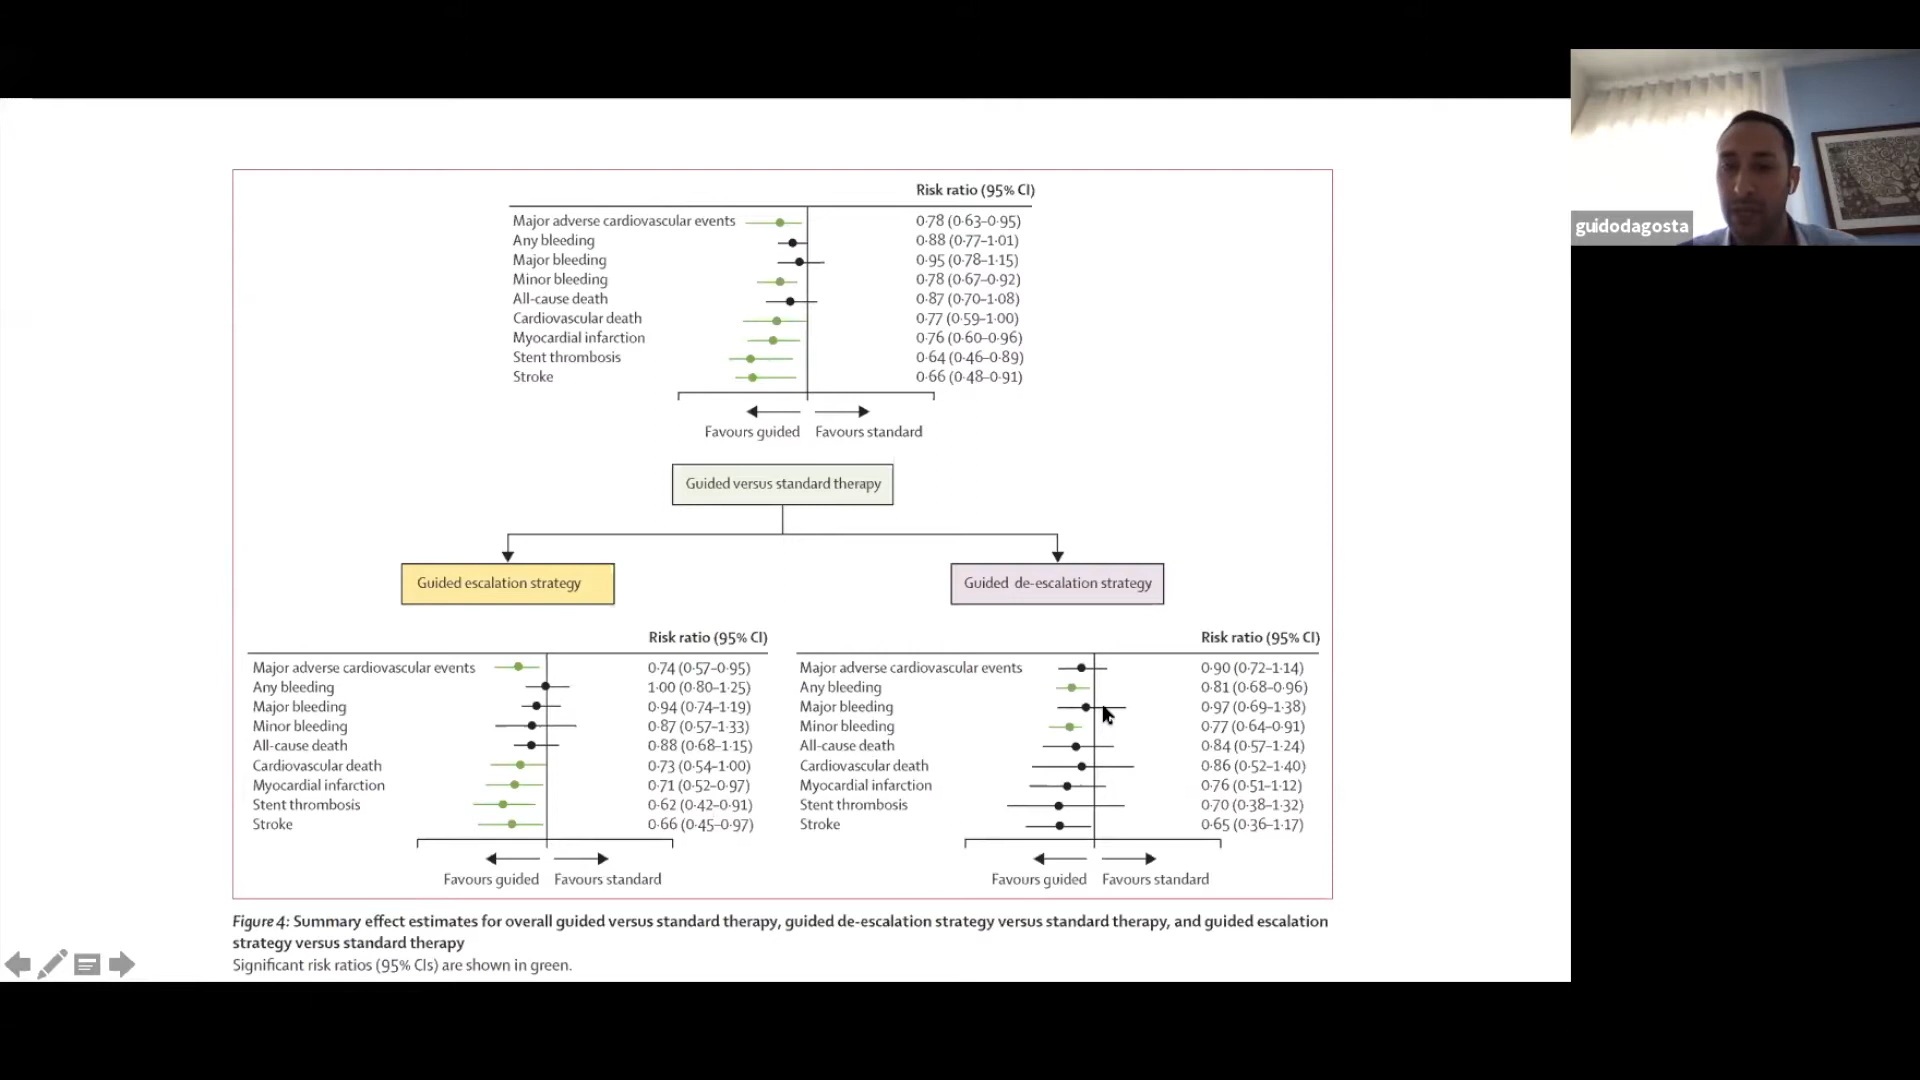 guidodagosta
Risk ratio (95% CI)
Major adverse cardiovascular events 0·78 (0·63–0·95)
Any bleeding 0·88 (0·77–1·01)
Major bleeding 0·95 (0·78–1·15)
Minor bleeding 0·78 (0·67–0·92)
All-cause death 0·87 (0·70–1·08)
Cardiovascular death 0·77 (0·59–1·00)
Myocardial infarction 0·76 (0·60–0·96)
Stent thrombosis 0·64 (0·46–0·89)
Stroke 0·66 (0·48–0·91)
Favours guided Favours standard
Guided versus standard therapy
Guided escalation strategy
Guided de-escalation strategy
Risk ratio (95% CI)
Major adverse cardiovascular events 0·74 (0·57–0·95)
Any bleeding 1·00 (0·80–1·25)
Major bleeding 0·94 (0·74–1·19)
Minor bleeding 0·87 (0·57–1·33)
All-cause death 0·88 (0·68–1·15)
Cardiovascular death 0·73 (0·54–1·00)
Myocardial infarction 0·71 (0·52–0·97)
Stent thrombosis 0·62 (0·42–0·91)
Stroke 0·66 (0·45–0·97)
Favours guided Favours standard
Risk ratio (95% CI)
Major adverse cardiovascular events 0·90 (0·72–1·14)
Any bleeding 0·81 (0·68–0·96)
Major bleeding 0·97 (0·69–1·38)
Minor bleeding 0·77 (0·64–0·91)
All-cause death 0·84 (0·57–1·24)
Cardiovascular death 0·86 (0·52–1·40)
Myocardial infarction 0·76 (0·51–1·12)
Stent thrombosis 0·70 (0·38–1·32)
Stroke 0·65 (0·36–1·17)
Favours guided Favours standard
Figure 4: Summary effect estimates for overall guided versus standard therapy, guided de-escalation strategy versus standard therapy, and guided escalation
strategy versus standard therapy
Significant risk ratios (95% CIs) are shown in green.